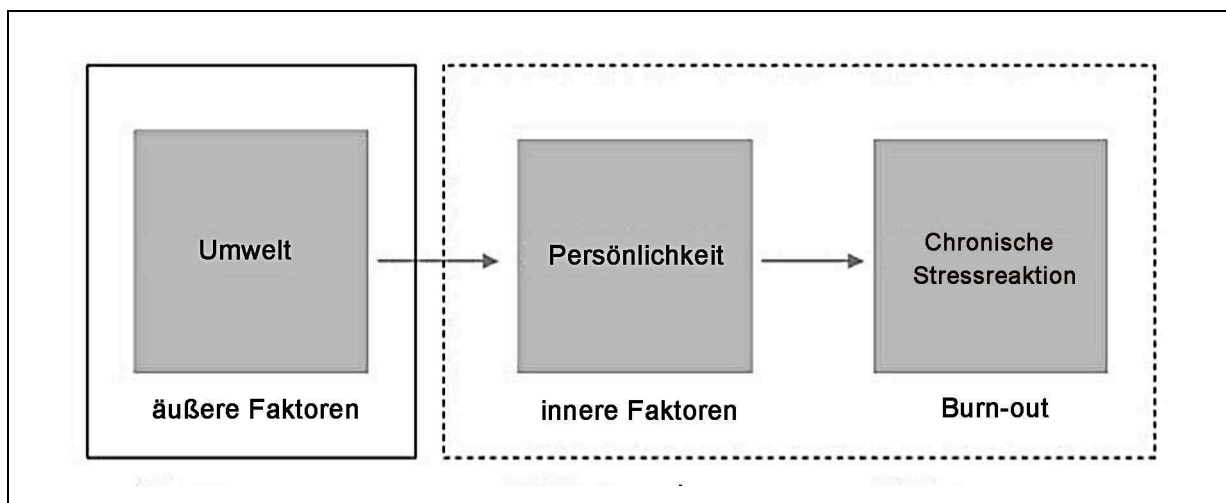 Umwelt
äußere Faktoren
Persönlichkeit
innere Faktoren
Chronische
Stressreaktion
Burn-out